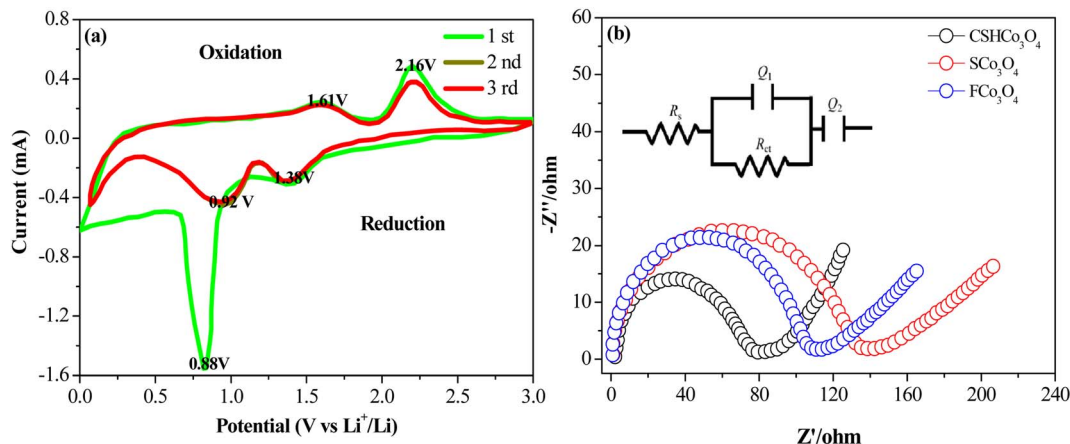 (a)
Oxidation
1 st
2 nd
3 rd
2.16V
1.61V
1.38V
0.92 V
0.88V
Reduction
0.8
0.4
0.0
-0.4
-0.8
-1.2
-1.6
Current (mA)
0.0 0.5 1.0 1.5 2.0 2.5 3.0
Potential (V vs Li⁺/Li)
(b)
CSHCo₃O₄
SCo₃O₄
FCo₃O₄
Q₁
Q₂
Rₛ
R_ct
60
50
40
30
20
10
0
-Z''/ohm
0 40 80 120 160 200 240
Z'/ohm